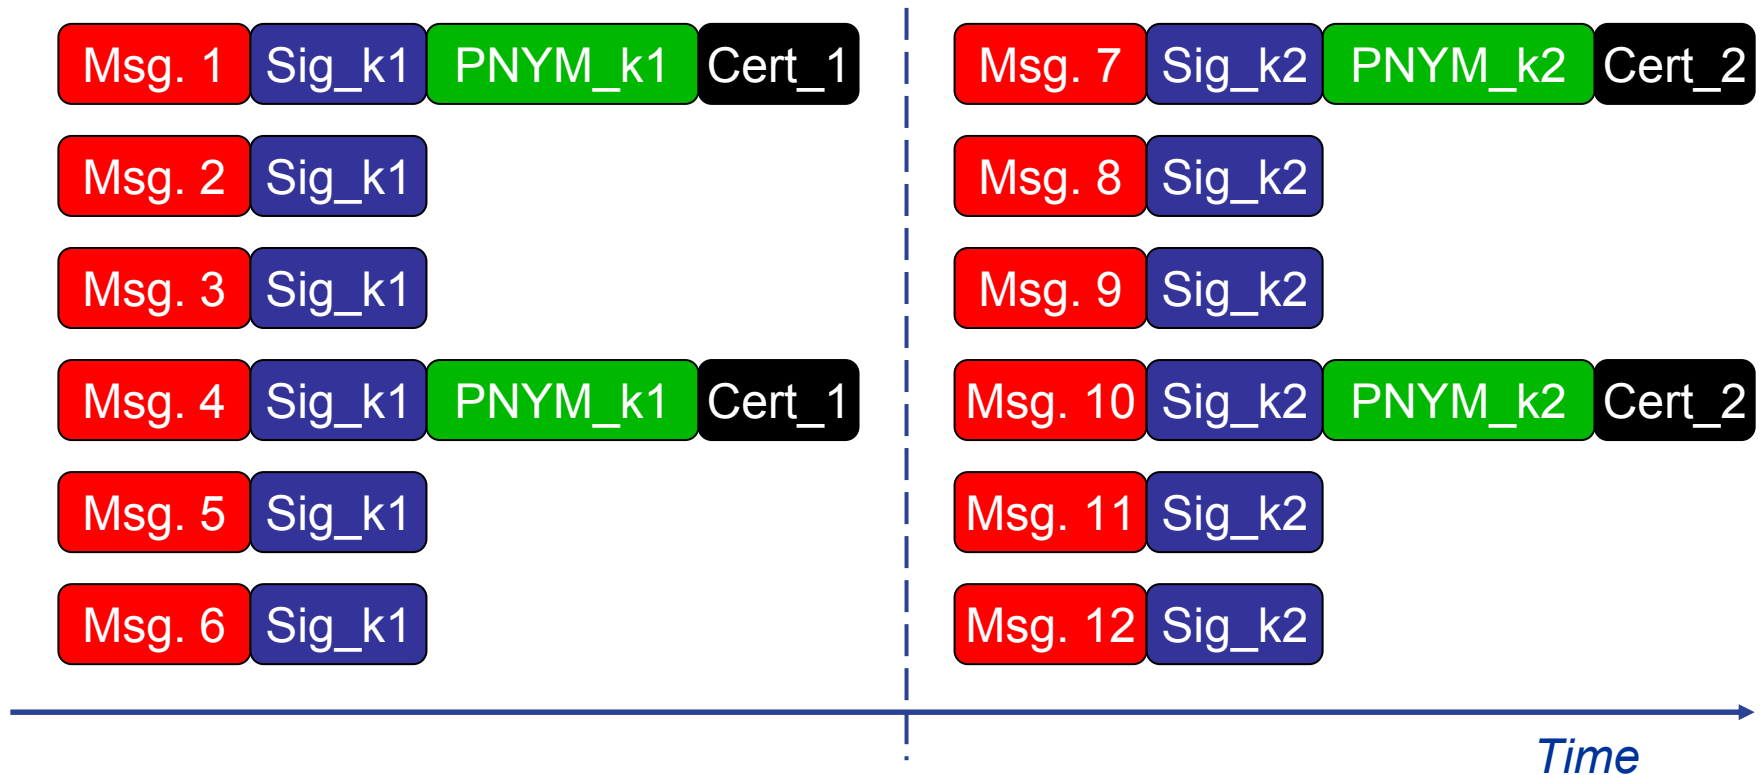 Msg. 1 Sig_k1 PNYM_k1 Cert_1
Msg. 2 Sig_k1
Msg. 3 Sig_k1
Msg. 4 Sig_k1 PNYM_k1 Cert_1
Msg. 5 Sig_k1
Msg. 6 Sig_k1
Msg. 7 Sig_k2 PNYM_k2 Cert_2
Msg. 8 Sig_k2
Msg. 9 Sig_k2
Msg. 10 Sig_k2 PNYM_k2 Cert_2
Msg. 11 Sig_k2
Msg. 12 Sig_k2
Time